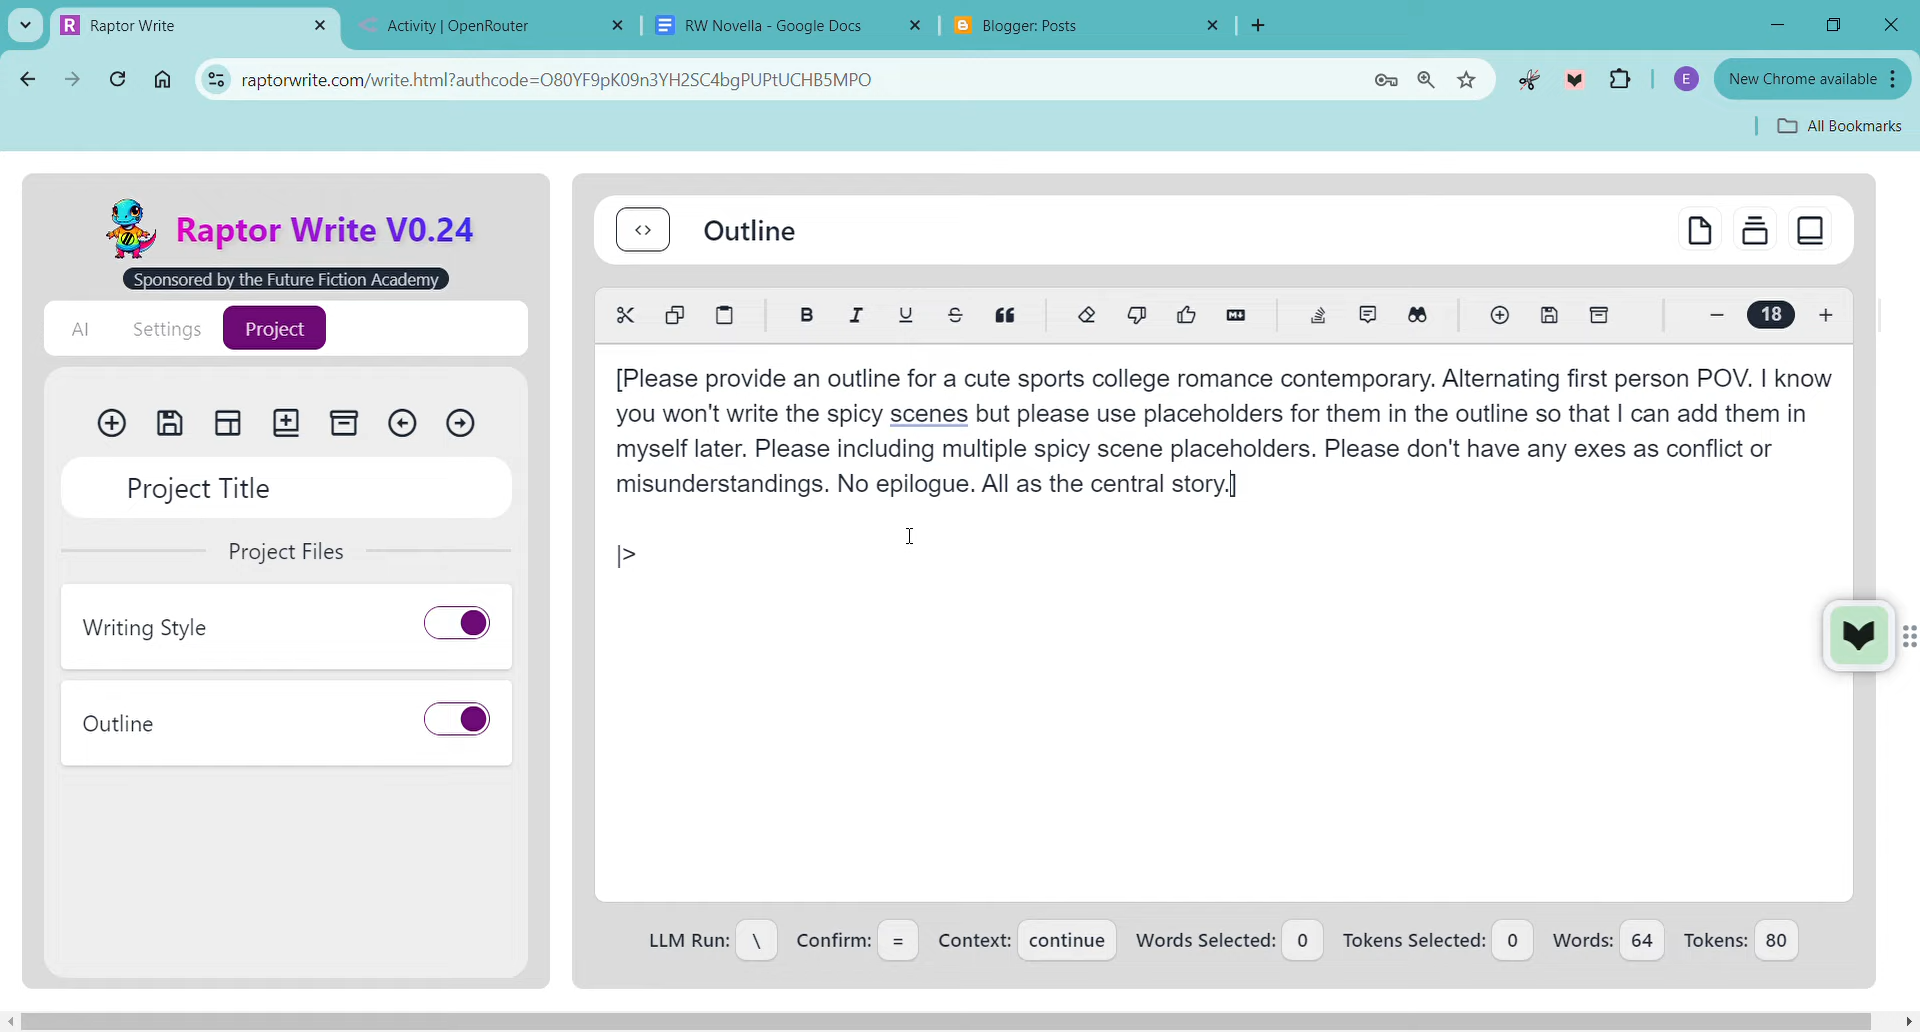 Raptor Write
Activity | OpenRouter
RW Novella - Google Docs
Blogger: Posts
raptorwrite.com/write.html?authcode=O80YF9pK09n3YH2SC4bgPUPtUCHB5MPO
E
New Chrome available
All Bookmarks
Raptor Write V0.24
Sponsored by the Future Fiction Academy
AI Settings Project
Project Title
Project Files
Writing Style
Outline
<> Outline
18
[Please provide an outline for a cute sports college romance contemporary. Alternating first person POV. I know
you won't write the spicy scenes but please use placeholders for them in the outline so that I can add them in
myself later. Please including multiple spicy scene placeholders. Please don't have any exes as conflict or
misunderstandings. No epilogue. All as the central story.]
|>
LLM Run: \ Confirm: = Context: continue Words Selected: 0 Tokens Selected: 0 Words: 64 Tokens: 80